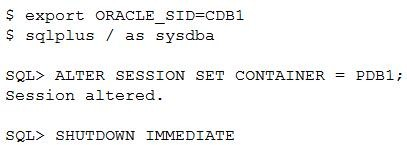 $ export ORACLE_SID=CDB1
$ sqlplus / as sysdba
SQL> ALTER SESSION SET CONTAINER = PDB1;
Session altered.
SQL> SHUTDOWN IMMEDIATE